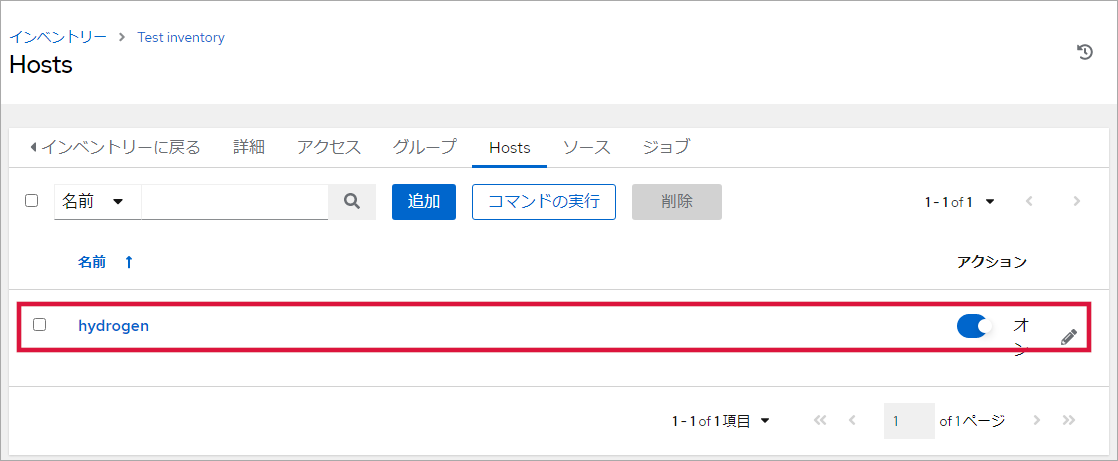 インベントリー > Test inventory
Hosts
インベントリーに戻る 詳細 アクセス グループ Hosts ソース ジョブ
名前 追加 コマンドの実行 削除 1-1 of 1
名前 アクション
hydrogen オン
1-1 of 1項目 1 of 1ページ